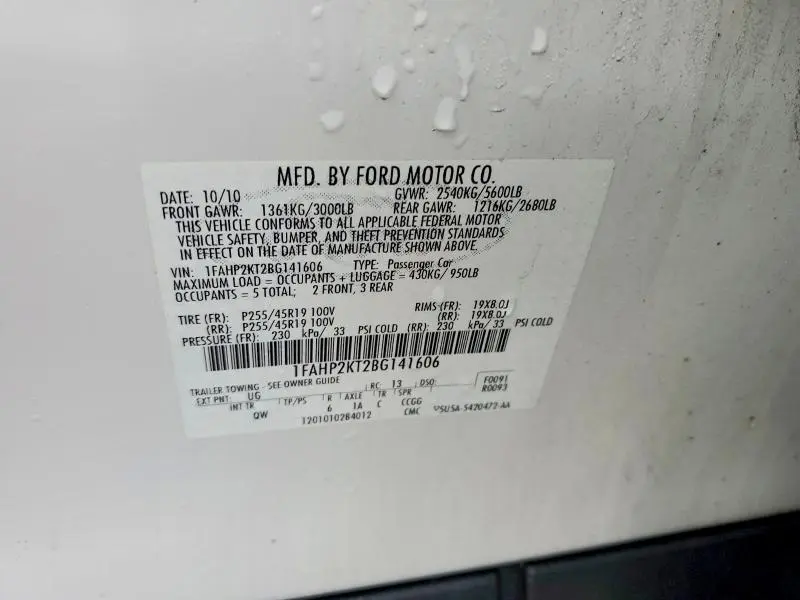 MFD. BY FORD MOTOR CO.
DATE: 10/10 GVWR: 2540KG/5600LB
FRONT GAWR: 1361KG/3000LB REAR GAWR: 1216KG/2680LB
THIS VEHICLE CONFORMS TO ALL APPLICABLE FEDERAL MOTOR
VEHICLE SAFETY, BUMPER, AND THEFT PREVENTION STANDARDS
IN EFFECT ON THE DATE OF MANUFACTURE SHOWN ABOVE.
VIN: 1FAHP2KT2BG141606 TYPE: Passenger Car
MAXIMUM LOAD = OCCUPANTS + LUGGAGE = 430KG/ 950LB
OCCUPANTS = 5 TOTAL; 2 FRONT, 3 REAR
TIRE (FR): P255/45R19 100V RIMS(FR): 19X8.0J
(RR): P255/45R19 100V (RR): 19X8.0J
PRESSURE (FR): 230 kPa/ 33 PSI COLD (RR): 230 kPa/ 33 PSI COLD
1FAHP2KT2BG141606
TRAILER TOWING - SEE OWNER GUIDE
EXT PNT: UG RC: 13 DSO: F0091
R0093
INT TR TP/PS R AXLE TR SPR
QW 6 1A C CCGG
1201010284012 CMC